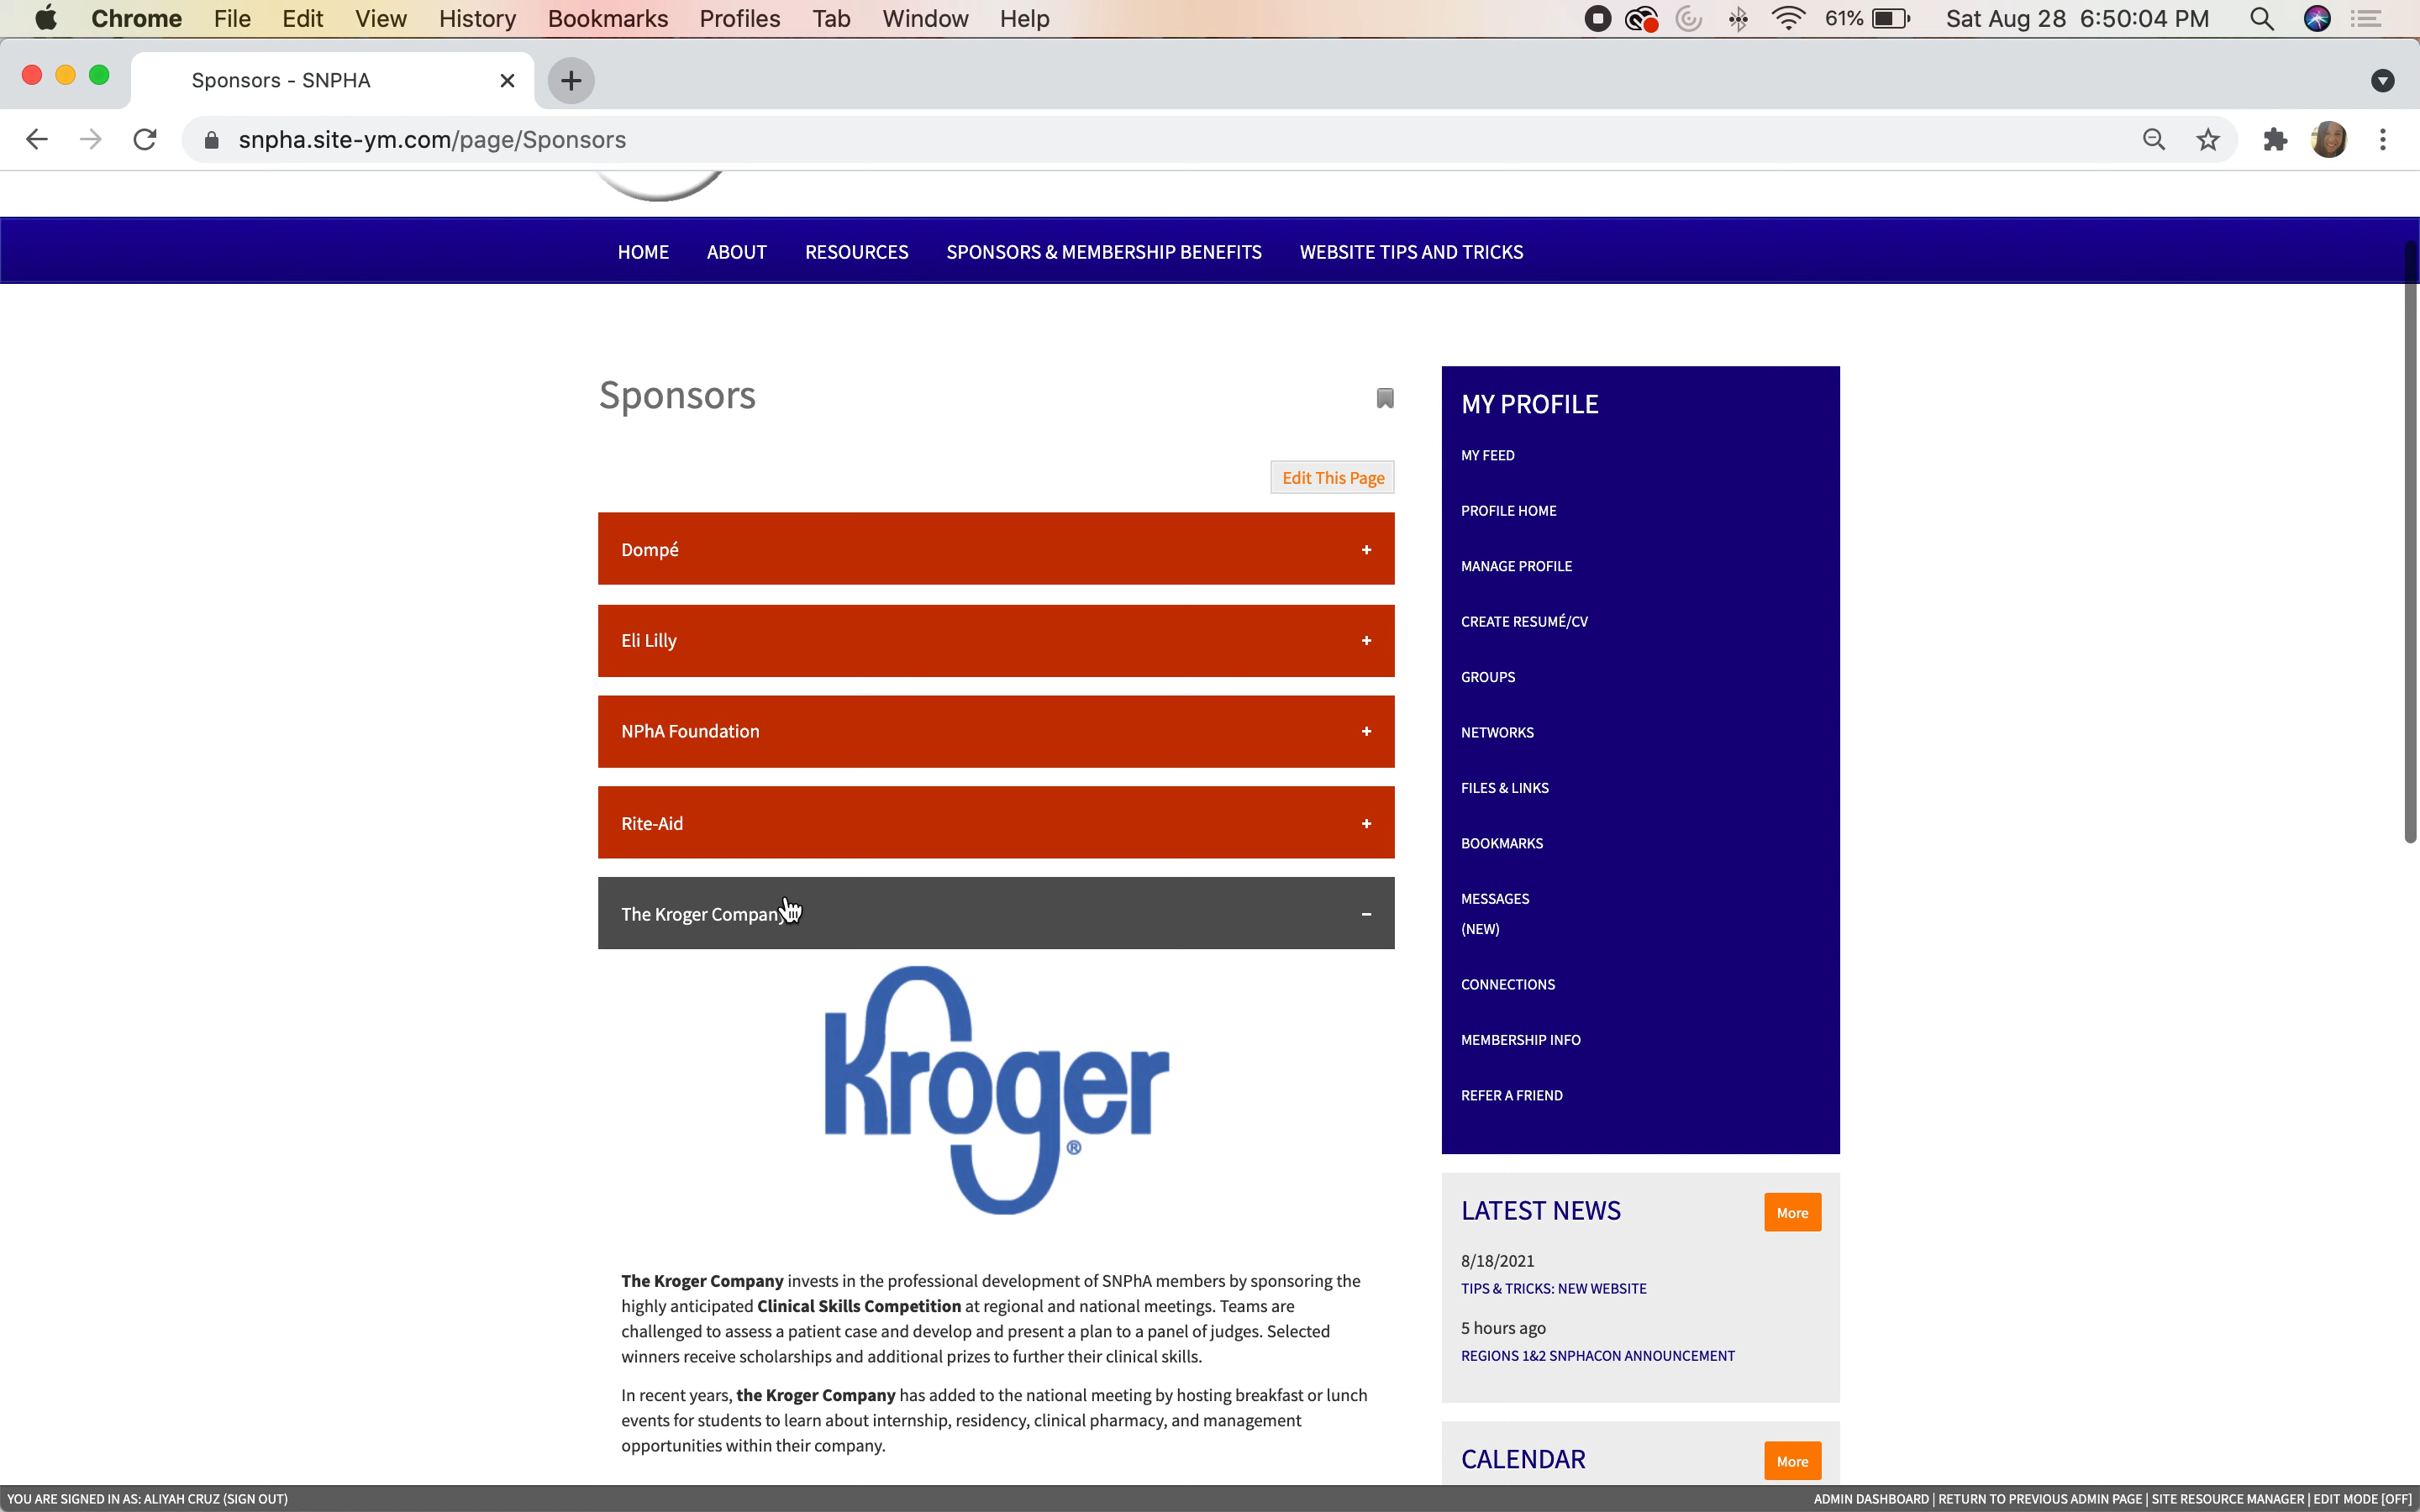 Chrome File Edit View History Bookmarks Profiles Tab Window Help 61% Sat Aug 28 6:50:04 PM
Sponsors - SNPHA
snpha.site-ym.com/page/Sponsors
HOME ABOUT RESOURCES SPONSORS & MEMBERSHIP BENEFITS WEBSITE TIPS AND TRICKS
Sponsors
Edit This Page
Dompé +
Eli Lilly +
NPhA Foundation +
Rite-Aid +
The Kroger Company −
Kroger®
The Kroger Company invests in the professional development of SNPhA members by sponsoring the
highly anticipated Clinical Skills Competition at regional and national meetings. Teams are
challenged to assess a patient case and develop and present a plan to a panel of judges. Selected
winners receive scholarships and additional prizes to further their clinical skills.
In recent years, the Kroger Company has added to the national meeting by hosting breakfast or lunch
events for students to learn about internship, residency, clinical pharmacy, and management
opportunities within their company.
MY PROFILE
MY FEED
PROFILE HOME
MANAGE PROFILE
CREATE RESUMÉ/CV
GROUPS
NETWORKS
FILES & LINKS
BOOKMARKS
MESSAGES
(NEW)
CONNECTIONS
MEMBERSHIP INFO
REFER A FRIEND
LATEST NEWS More
8/18/2021
TIPS & TRICKS: NEW WEBSITE
5 hours ago
REGIONS 1&2 SNPHACON ANNOUNCEMENT
CALENDAR More
YOU ARE SIGNED IN AS: ALIYAH CRUZ (SIGN OUT) ADMIN DASHBOARD | RETURN TO PREVIOUS ADMIN PAGE | SITE RESOURCE MANAGER | EDIT MODE [OFF]